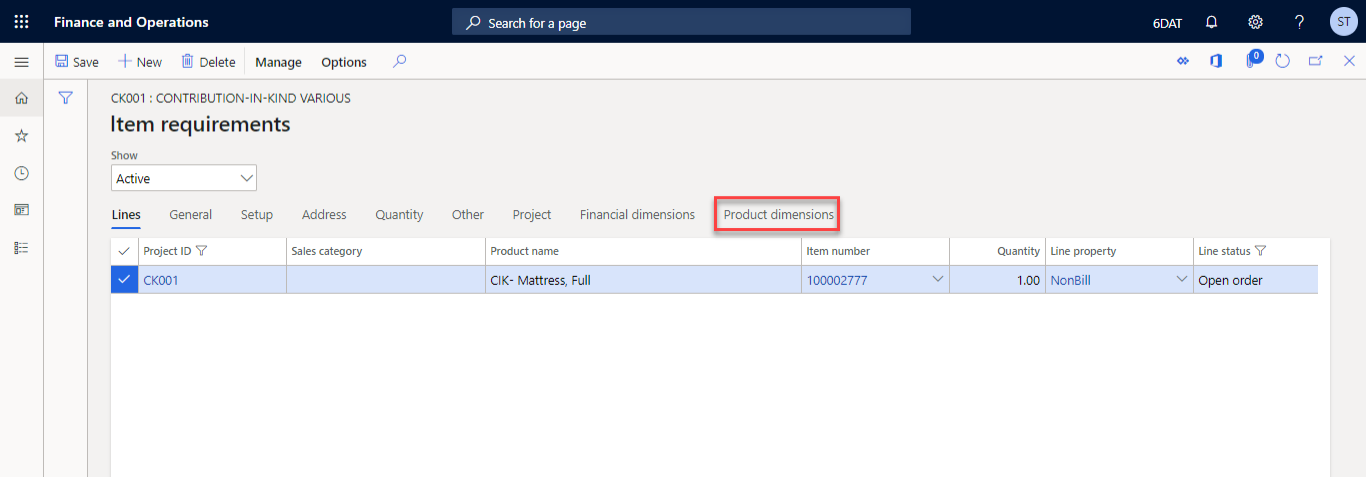 Finance and Operations
Search for a page
6DAT
ST
Save New Delete Manage Options
0
CK001 : CONTRIBUTION-IN-KIND VARIOUS
Item requirements
Show
Active
Lines General Setup Address Quantity Other Project Financial dimensions Product dimensions
Project ID Sales category Product name Item number Quantity Line property Line status
CK001 CIK- Mattress, Full 100002777 1.00 NonBill Open order